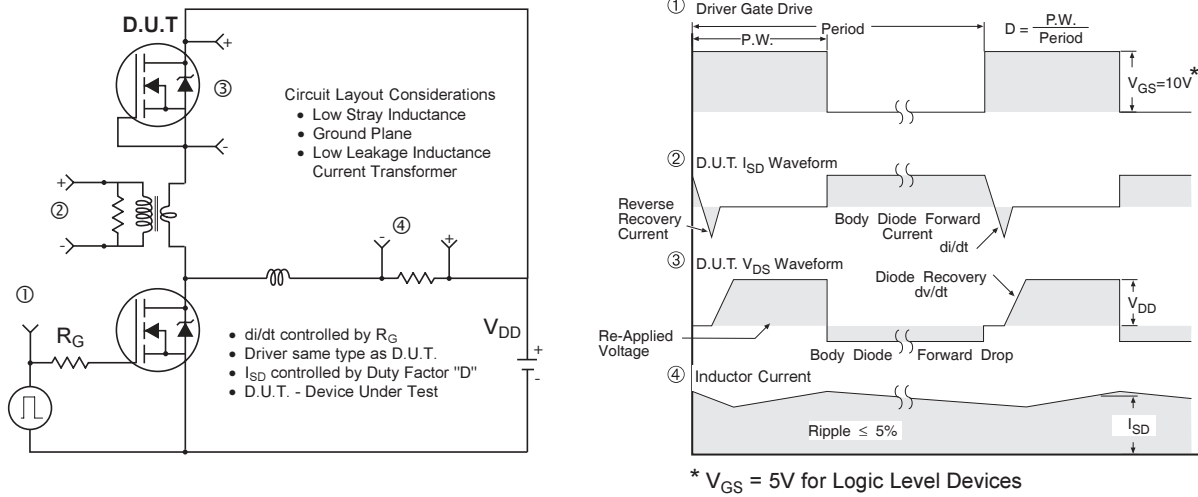 D.U.T
+
③
-
Circuit Layout Considerations
• Low Stray Inductance
• Ground Plane
• Low Leakage Inductance
Current Transformer
+
②
-
④
-
+
①
R_G
V_DD
+
-
• di/dt controlled by R_G
• Driver same type as D.U.T.
• I_SD controlled by Duty Factor "D"
• D.U.T. - Device Under Test
① Driver Gate Drive
P.W.
Period
D = P.W.
Period
V_GS=10V*
② D.U.T. I_SD Waveform
Reverse
Recovery
Current
Body Diode Forward
Current
di/dt
③ D.U.T. V_DS Waveform
Diode Recovery
dv/dt
V_DD
Re-Applied
Voltage
Body Diode Forward Drop
④ Inductor Current
Ripple ≤ 5%
I_SD
* V_GS = 5V for Logic Level Devices